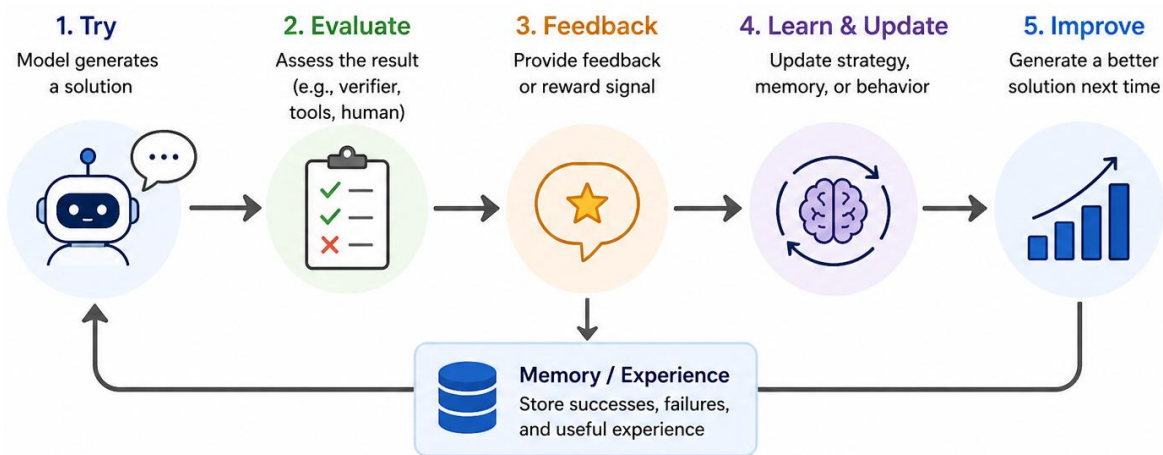 1. Try
Model generates
a solution
2. Evaluate
Assess the result
(e.g., verifier,
tools, human)
3. Feedback
Provide feedback
or reward signal
4. Learn & Update
Update strategy,
memory, or behavior
5. Improve
Generate a better
solution next time
Memory / Experience
Store successes, failures,
and useful experience